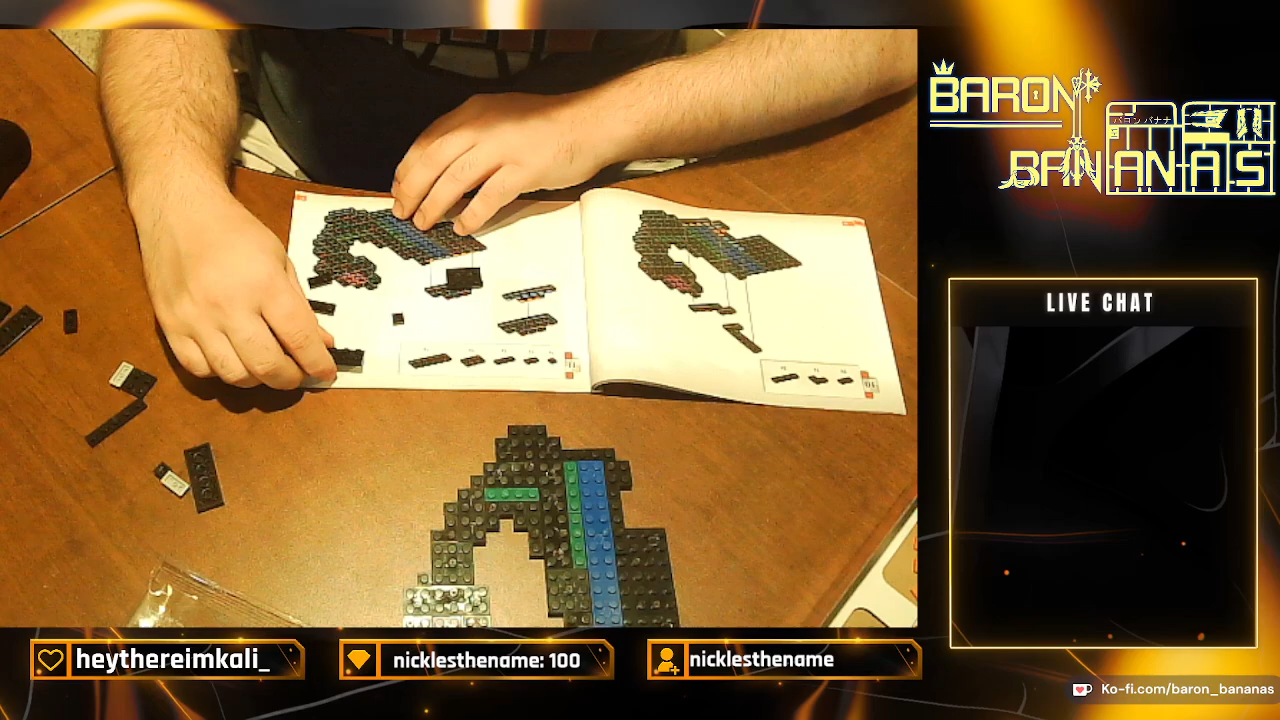 BARON
バロンバナナ
BANANAS
LIVE CHAT
heythereimkali_
nicklesthename: 100
nicklesthename
Ko-fi.com/baron_bananas